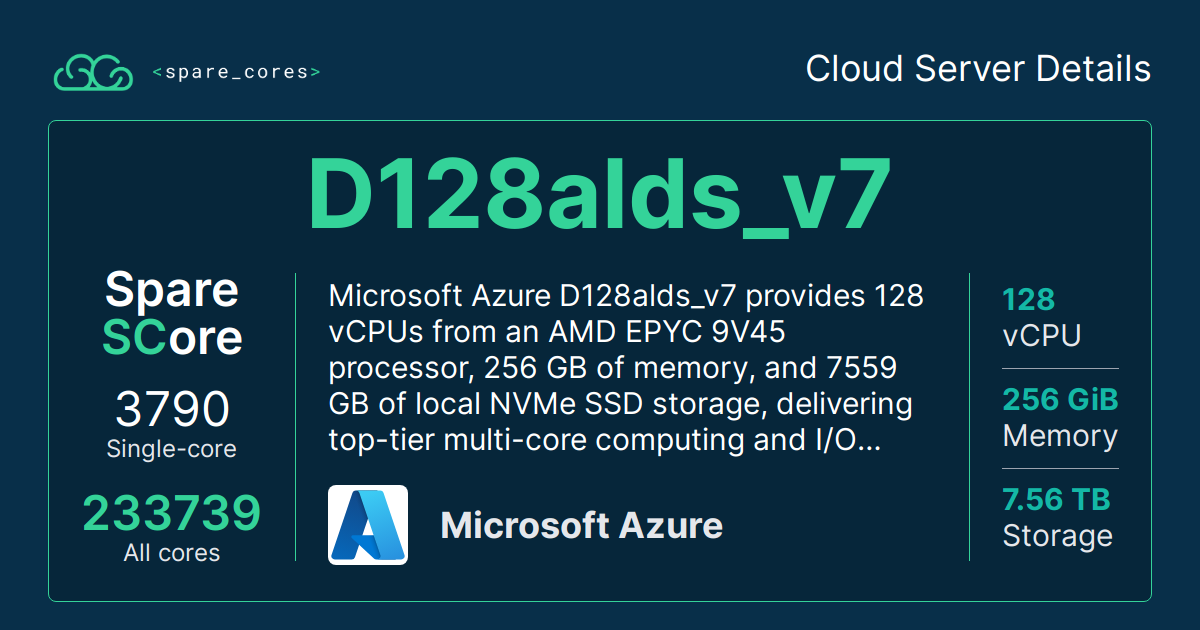 <spare_cores>
Cloud Server Details
D128alds_v7
Spare
SCore
3790
Single-core
233739
All cores
Microsoft Azure D128alds_v7 provides 128
vCPUs from an AMD EPYC 9V45
processor, 256 GB of memory, and 7559
GB of local NVMe SSD storage, delivering
top-tier multi-core computing and I/O...
Microsoft Azure
128
vCPU
256 GiB
Memory
7.56 TB
Storage